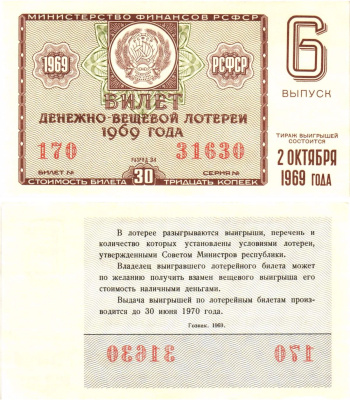 МИНИСТЕРСТВО ФИНАНСОВ РСФСР
1969
РСФСР
БИЛЕТ
ДЕНЕЖНО-ВЕЩЕВОЙ ЛОТЕРЕИ
1969 ГОДА
170
31630
БИЛЕТ №
РАЗРЯД
СЕРИЯ №
СТОИМОСТЬ БИЛЕТА 30 ТРИДЦАТЬ КОПЕЕК
6
ВЫПУСК
ТИРАЖ ВЫИГРЫШЕЙ
СОСТОИТСЯ
2 ОКТЯБРЯ
1969 ГОДА
В лотерее разыгрываются выигрыши, перечень и
количество которых установлены условиями лотереи,
утвержденными Советом Министров республики.
Владелец выигравшего лотерейного билета может
по желанию получить взамен вещевого выигрыша его
стоимость наличными деньгами.
Выдача выигрышей по лотерейным билетам произ-
водится до 30 июня 1970 года.
Гознак. 1969.
31630
170